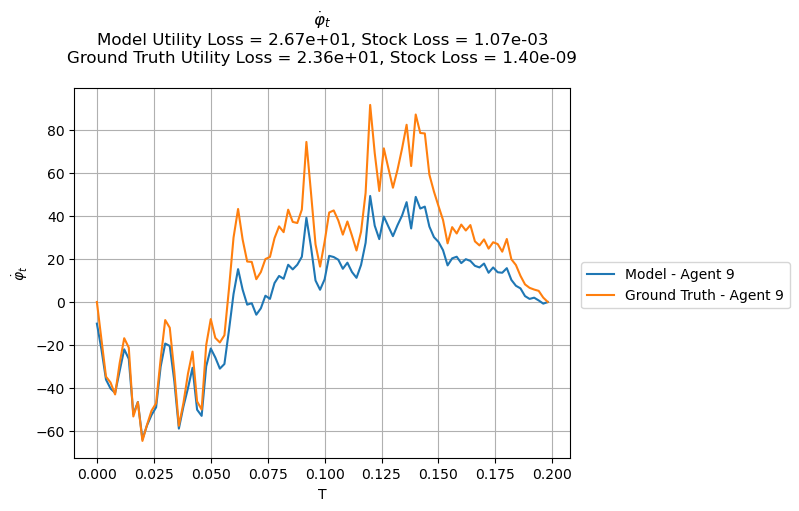 φ̇ₜ
Model Utility Loss = 2.67e+01, Stock Loss = 1.07e-03
Ground Truth Utility Loss = 2.36e+01, Stock Loss = 1.40e-09
80
60
40
20
0
−20
−40
−60
φ̇ₜ
0.000 0.025 0.050 0.075 0.100 0.125 0.150 0.175 0.200
T
Model - Agent 9
Ground Truth - Agent 9